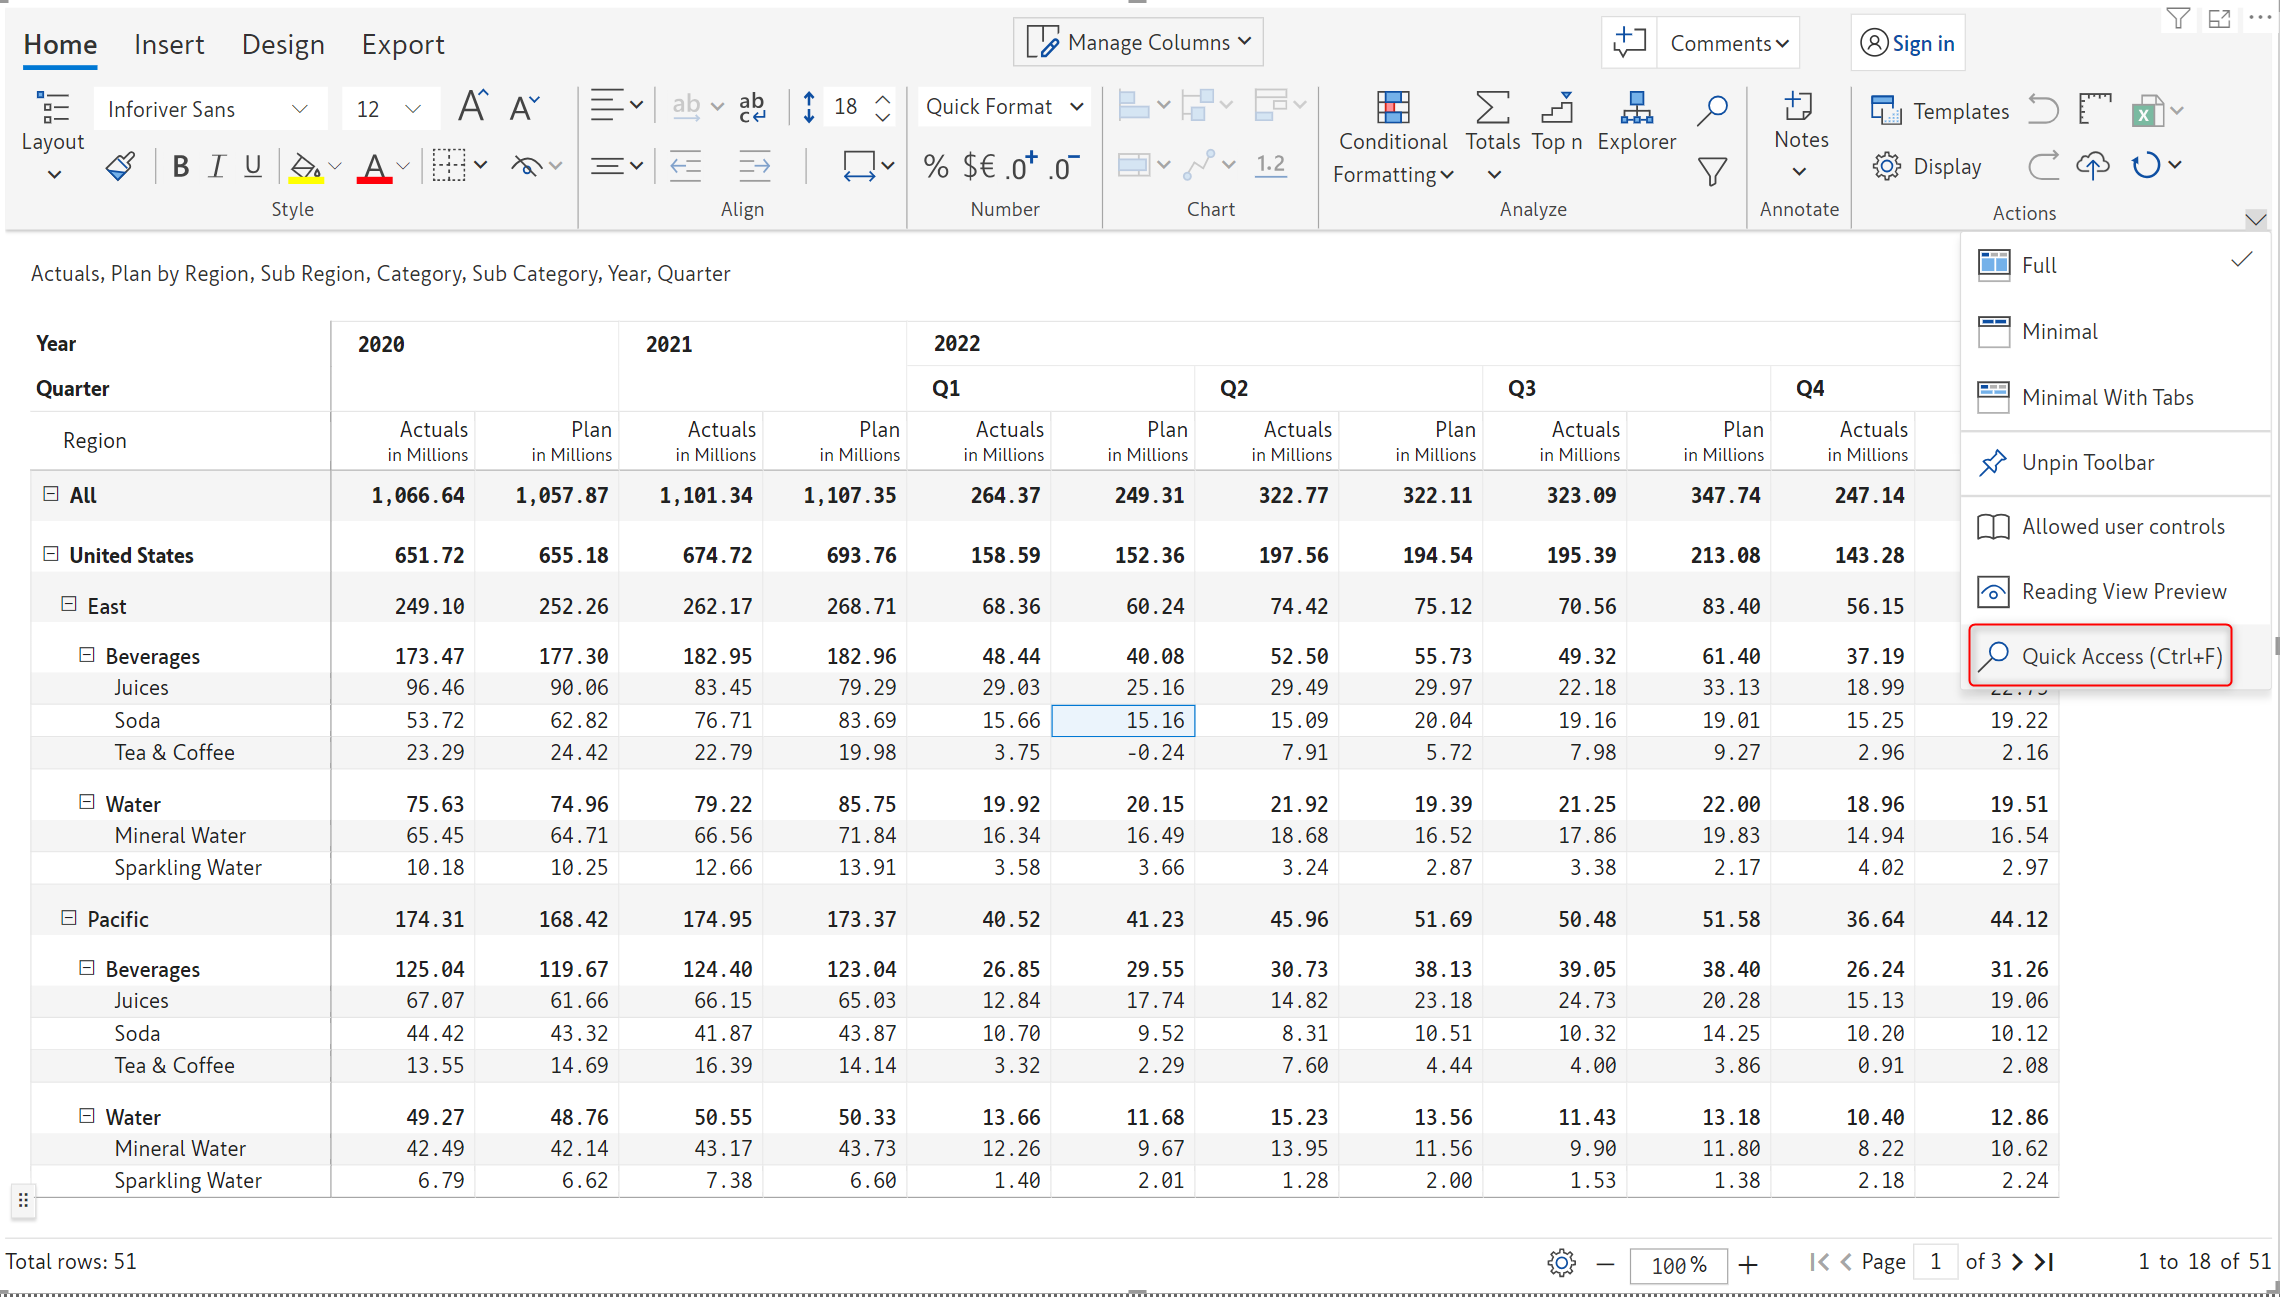 Home Insert Design Export Manage Columns Comments Sign in
Inforiver Sans 12 A A ab ab c 18 Quick Format Templates
Layout Conditional Formatting Totals Top n Explorer Notes
B I U A % $€ .0+ .0- 1.2 Display
Style Align Number Chart Analyze Annotate Actions
Full
Minimal
Minimal With Tabs
Unpin Toolbar
Allowed user controls
Reading View Preview
Quick Access (Ctrl+F)
Actuals, Plan by Region, Sub Region, Category, Sub Category, Year, Quarter
Year 2020 2021 2022
Quarter Q1 Q2 Q3 Q4
Region Actuals Plan Actuals Plan Actuals Plan Actuals Plan Actuals Plan Actuals
in Millions in Millions in Millions in Millions in Millions in Millions in Millions in Millions in Millions in Millions in Millions
All 1,066.64 1,057.87 1,101.34 1,107.35 264.37 249.31 322.77 322.11 323.09 347.74 247.14
United States 651.72 655.18 674.72 693.76 158.59 152.36 197.56 194.54 195.39 213.08 143.28
East 249.10 252.26 262.17 268.71 68.36 60.24 74.42 75.12 70.56 83.40 56.15
Beverages 173.47 177.30 182.95 182.96 48.44 40.08 52.50 55.73 49.32 61.40 37.19
Juices 96.46 90.06 83.45 79.29 29.03 25.16 29.49 29.97 22.18 33.13 18.99
Soda 53.72 62.82 76.71 83.69 15.66 15.16 15.09 20.04 19.16 19.01 15.25 19.22
Tea & Coffee 23.29 24.42 22.79 19.98 3.75 -0.24 7.91 5.72 7.98 9.27 2.96 2.16
Water 75.63 74.96 79.22 85.75 19.92 20.15 21.92 19.39 21.25 22.00 18.96 19.51
Mineral Water 65.45 64.71 66.56 71.84 16.34 16.49 18.68 16.52 17.86 19.83 14.94 16.54
Sparkling Water 10.18 10.25 12.66 13.91 3.58 3.66 3.24 2.87 3.38 2.17 4.02 2.97
Pacific 174.31 168.42 174.95 173.37 40.52 41.23 45.96 51.69 50.48 51.58 36.64 44.12
Beverages 125.04 119.67 124.40 123.04 26.85 29.55 30.73 38.13 39.05 38.40 26.24 31.26
Juices 67.07 61.66 66.15 65.03 12.84 17.74 14.82 23.18 24.73 20.28 15.13 19.06
Soda 44.42 43.32 41.87 43.87 10.70 9.52 8.31 10.51 10.32 14.25 10.20 10.12
Tea & Coffee 13.55 14.69 16.39 14.14 3.32 2.29 7.60 4.44 4.00 3.86 0.91 2.08
Water 49.27 48.76 50.55 50.33 13.66 11.68 15.23 13.56 11.43 13.18 10.40 12.86
Mineral Water 42.49 42.14 43.17 43.73 12.26 9.67 13.95 11.56 9.90 11.80 8.22 10.62
Sparkling Water 6.79 6.62 7.38 6.60 1.40 2.01 1.28 2.00 1.53 1.38 2.18 2.24
Total rows: 51 100 % Page 1 of 3 1 to 18 of 51